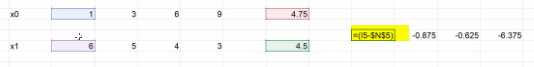 x0 1 3 6 9 4.75
=(I5-$N$5) -0.875 -0.625 -6.375
x1 6 5 4 3 4.5